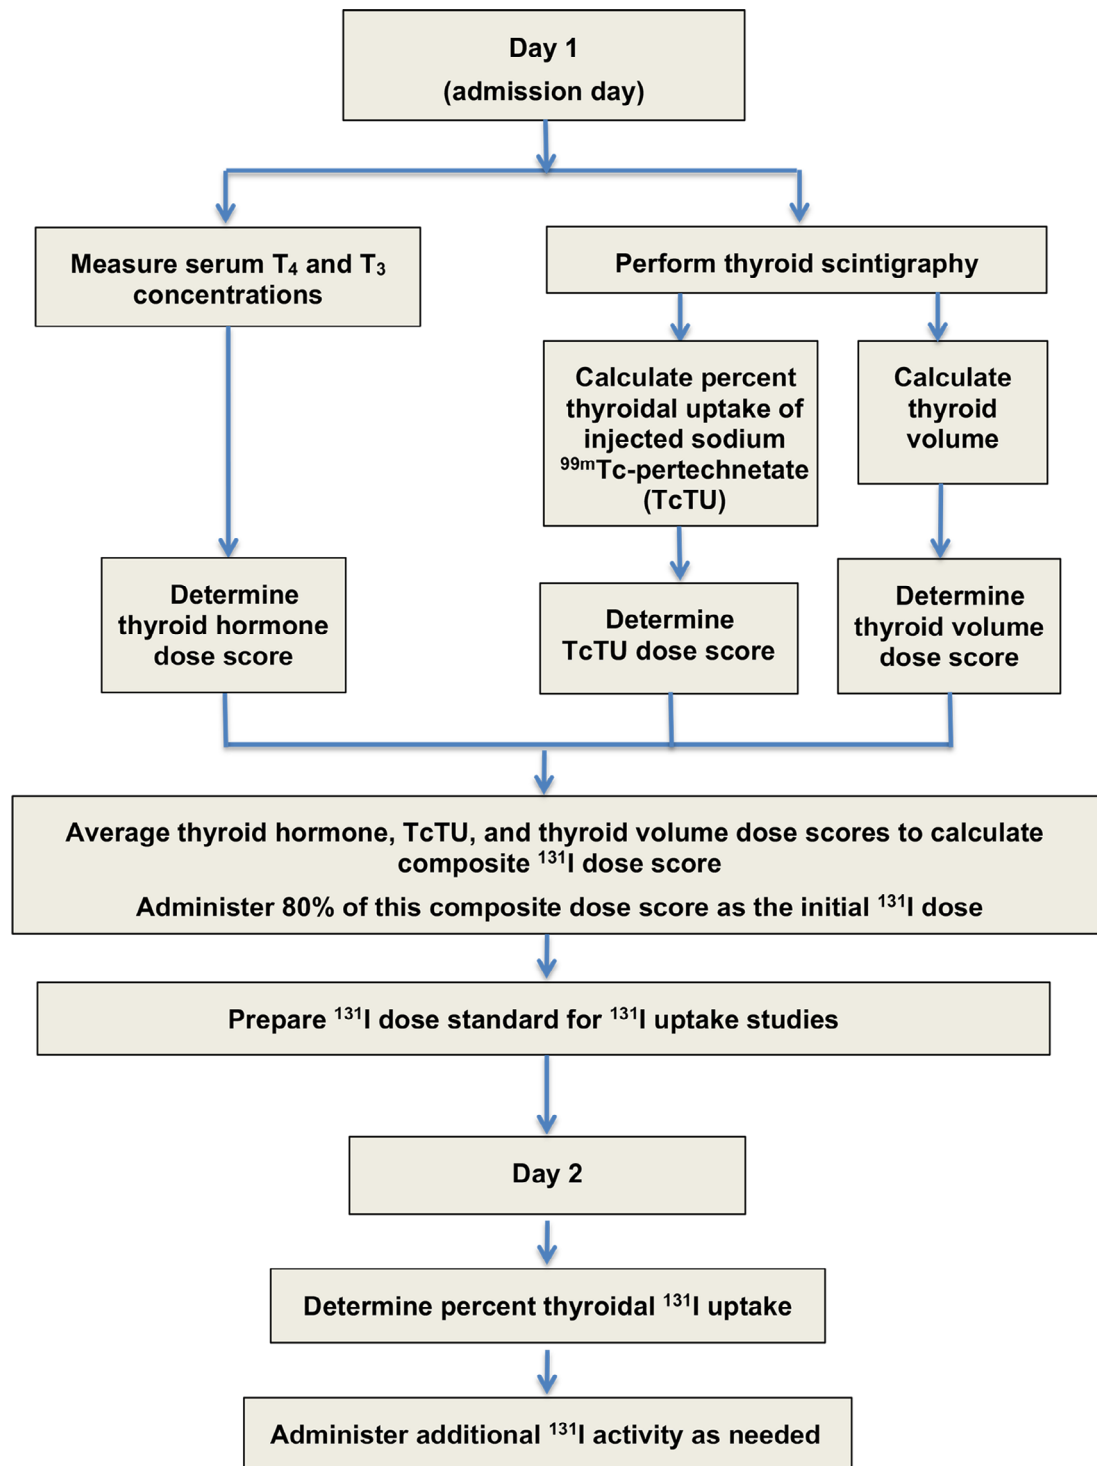 Day 1
(admission day)
Measure serum T₄ and T₃
concentrations
Perform thyroid scintigraphy
Calculate percent
thyroidal uptake of
injected sodium
⁹⁹ᵐTc-pertechnetate
(TcTU)
Calculate
thyroid
volume
Determine
thyroid hormone
dose score
Determine
TcTU dose score
Determine
thyroid volume
dose score
Average thyroid hormone, TcTU, and thyroid volume dose scores to calculate
composite ¹³¹I dose score
Administer 80% of this composite dose score as the initial ¹³¹I dose
Prepare ¹³¹I dose standard for ¹³¹I uptake studies
Day 2
Determine percent thyroidal ¹³¹I uptake
Administer additional ¹³¹I activity as needed